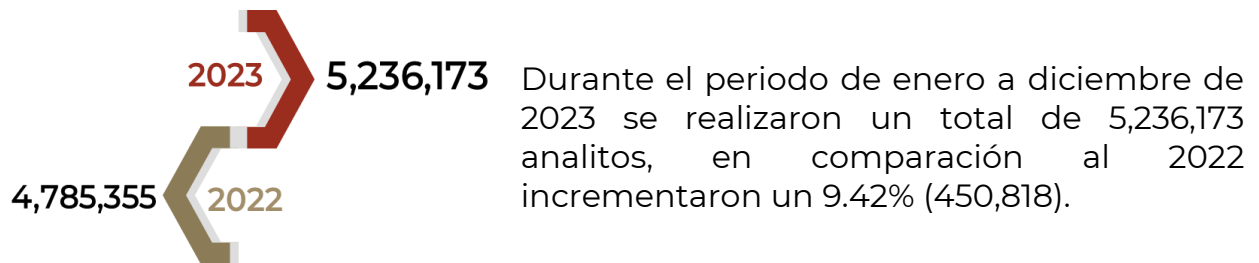 2023
5,236,173
4,785,355
2022
Durante el periodo de enero a diciembre de
2023 se realizaron un total de 5,236,173
analitos, en comparación al 2022
incrementaron un 9.42% (450,818).